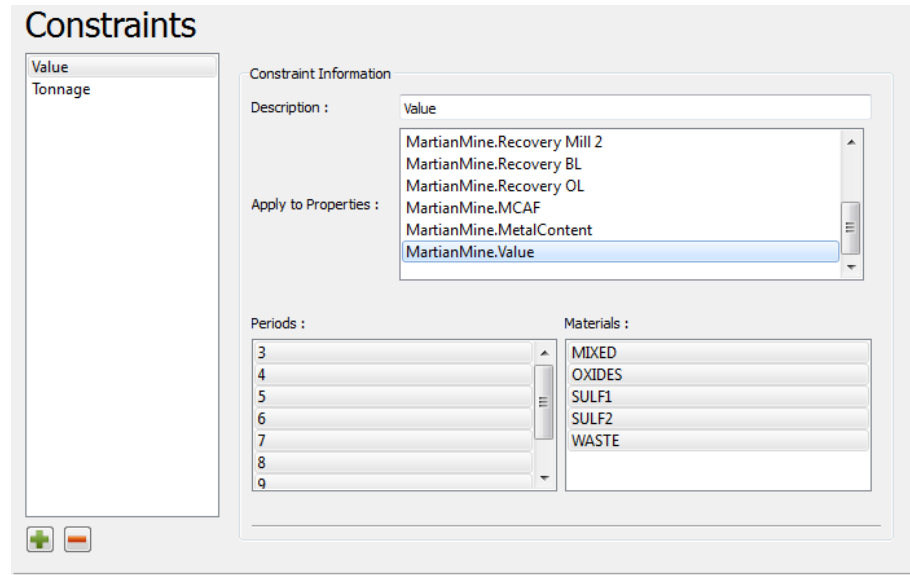 Constraints
Value
Tonnage
Constraint Information
Description :
Value
Apply to Properties :
MartianMine.Recovery Mill 2
MartianMine.Recovery BL
MartianMine.Recovery OL
MartianMine.MCAF
MartianMine.MetalContent
MartianMine.Value
Periods :
3
4
5
6
7
8
9
Materials :
MIXED
OXIDES
SULF1
SULF2
WASTE